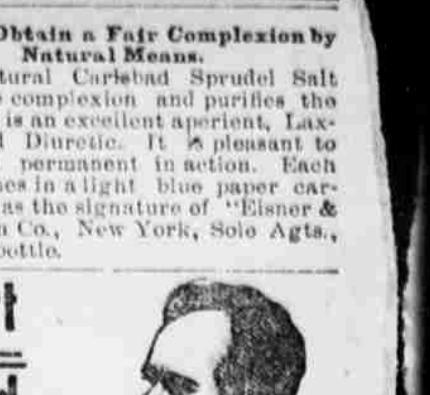 Obtain a Fair Complexion by
Natural Means.
tural Carlsbad Sprudel Salt
complexion and purifies the
is an excellent aperient, Lax-
d Diuretic. It is pleasant to
permanent in action. Each
es in a light blue paper car-
as the signature of "Eisner &
n Co., New York, Sole Agts.,
bottle.
t
d